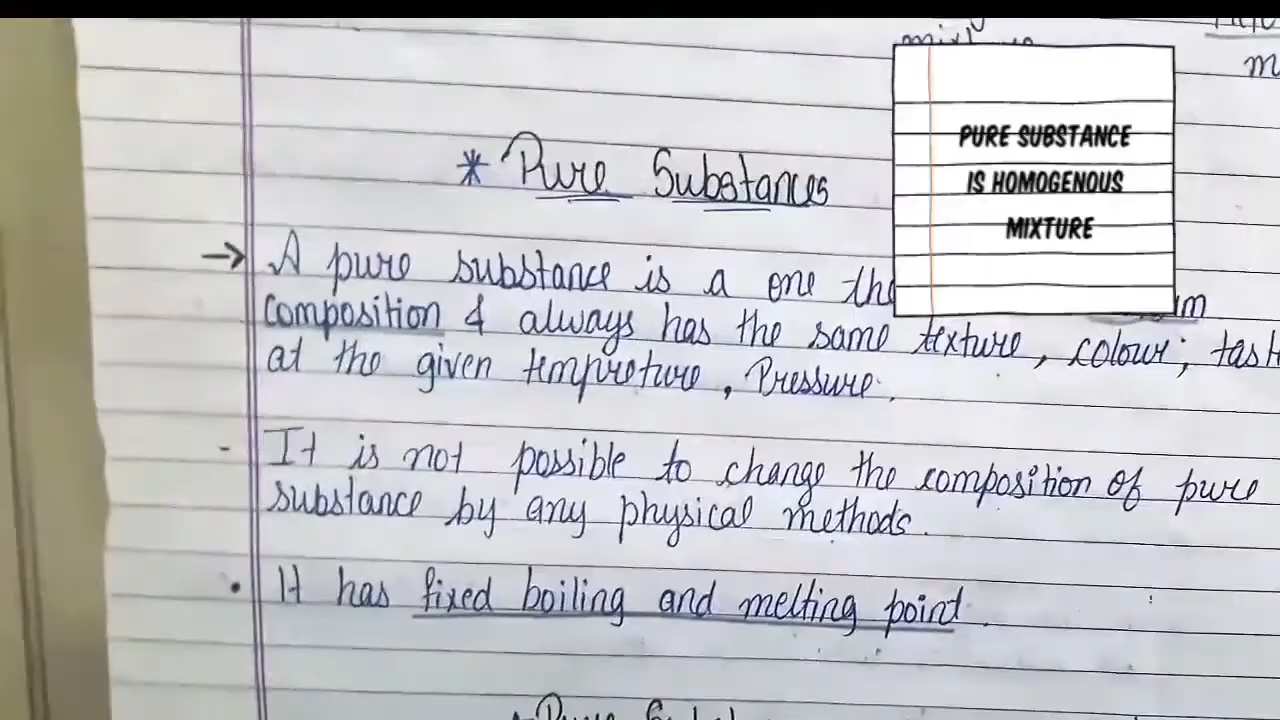 * Pure Substances
PURE SUBSTANCE
IS HOMOGENOUS
MIXTURE
→ A pure substance is a one
composition & always has the same texture, colour,
at the given tempreture, Pressure.
- It is not possible to change the composition of pure
substance by any physical methods.
• It has fixed boiling and melting point.